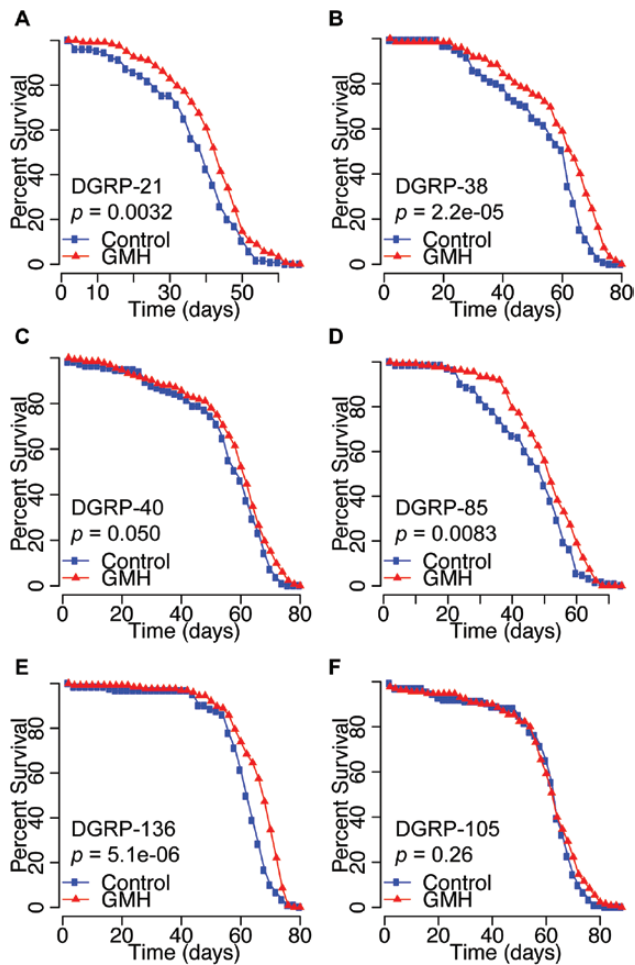 A
Percent Survival
0 20 40 60 80
DGRP-21
p = 0.0032
Control
GMH
0 10 30 50
Time (days)
B
Percent Survival
0 20 40 60 80
DGRP-38
p = 2.2e-05
Control
GMH
0 20 40 60 80
Time (days)
C
Percent Survival
0 20 40 60 80
DGRP-40
p = 0.050
Control
GMH
0 20 40 60 80
Time (days)
D
Percent Survival
0 20 40 60 80
DGRP-85
p = 0.0083
Control
GMH
0 20 40 60
Time (days)
E
Percent Survival
0 20 40 60 80
DGRP-136
p = 5.1e-06
Control
GMH
0 20 40 60 80
Time (days)
F
Percent Survival
0 20 40 60 80
DGRP-105
p = 0.26
Control
GMH
0 20 40 60 80
Time (days)